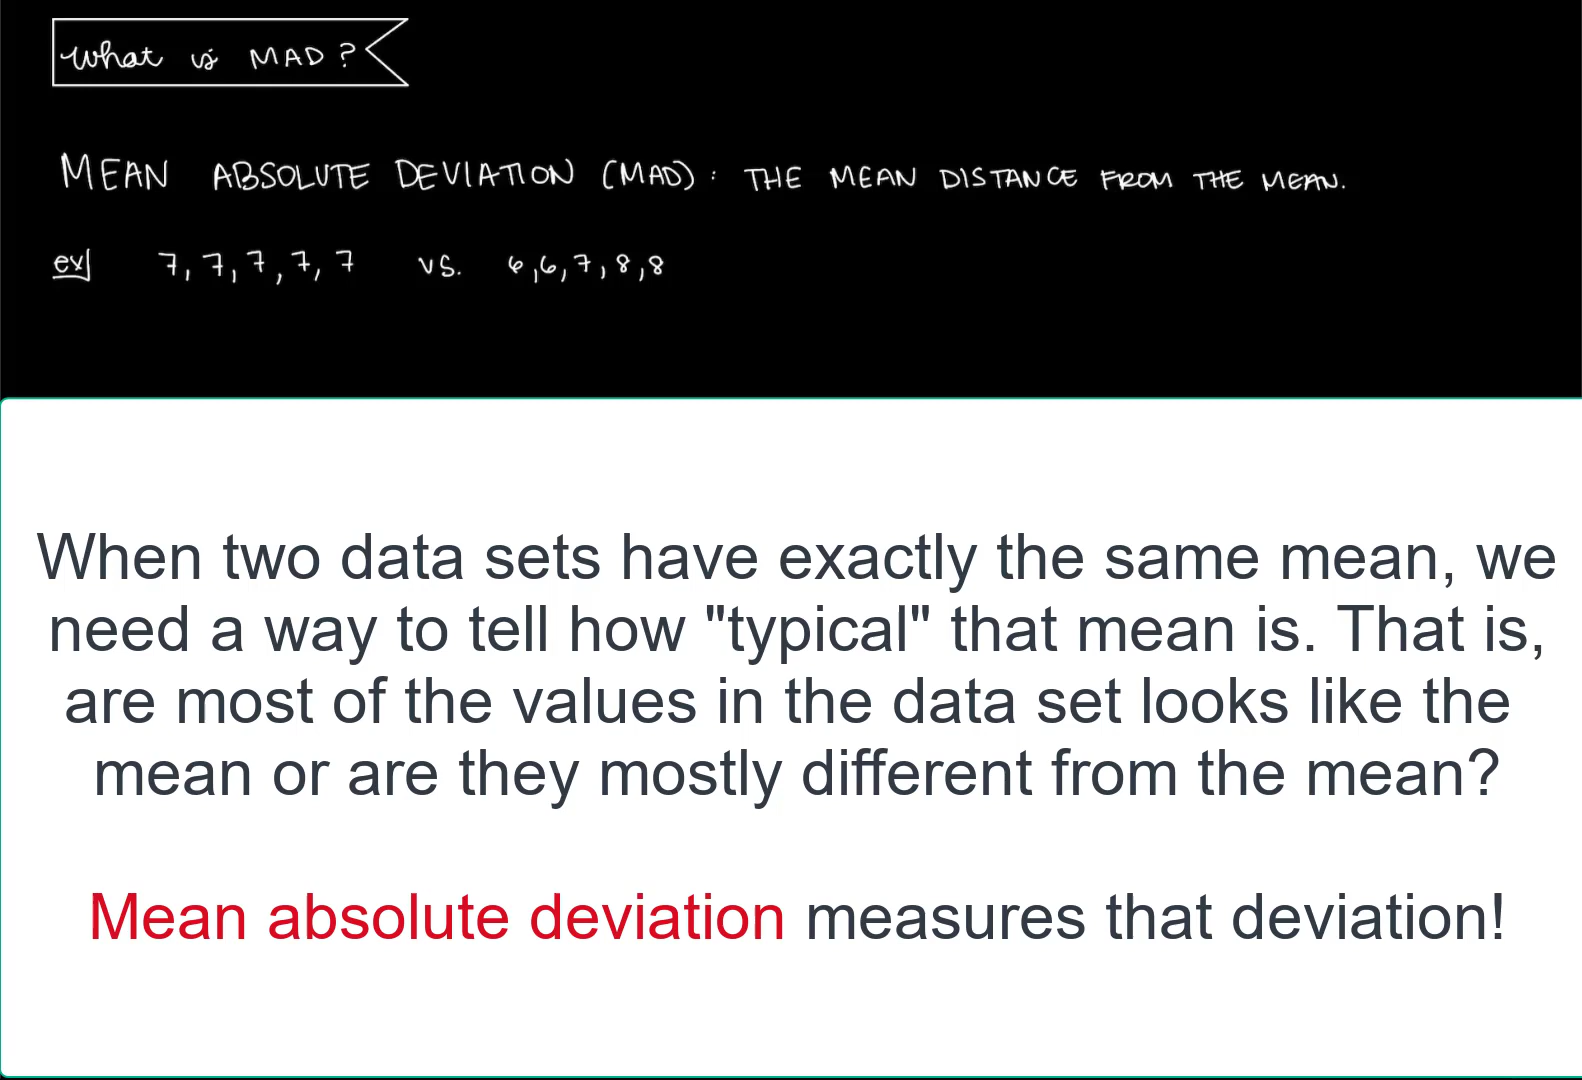 What is MAD?
MEAN ABSOLUTE DEVIATION (MAD): THE MEAN DISTANCE FROM THE MEAN.
ex 7, 7, 7, 7, 7 vs. 6, 6, 7, 8, 8
When two data sets have exactly the same mean, we
need a way to tell how "typical" that mean is. That is,
are most of the values in the data set looks like the
mean or are they mostly different from the mean?
Mean absolute deviation measures that deviation!